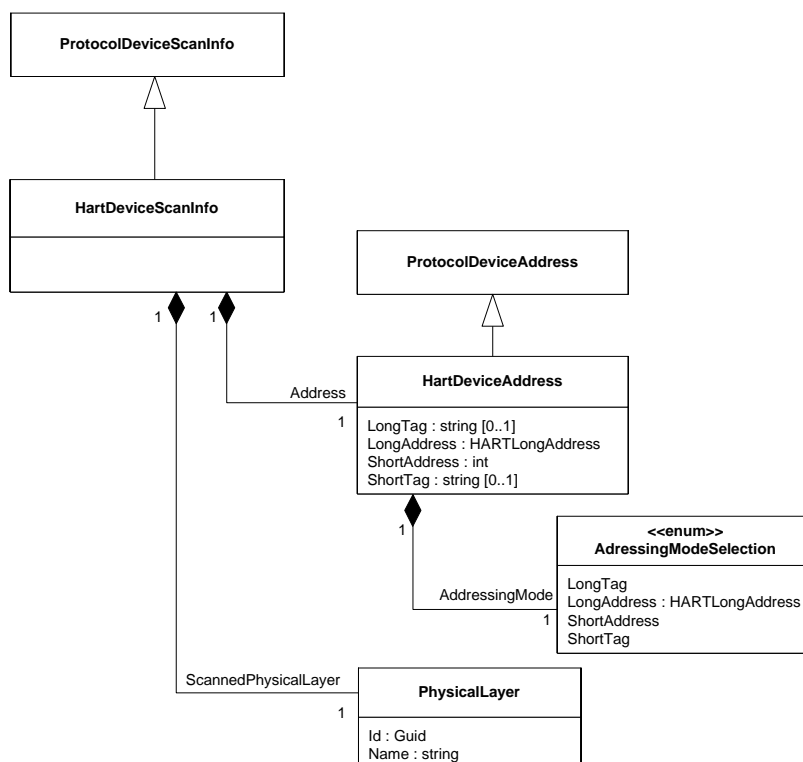 ProtocolDeviceScanInfo
HartDeviceScanInfo
1
1
ProtocolDeviceAddress
HartDeviceAddress
Address
1
LongTag : string [0..1]
LongAddress : HARTLongAddress
ShortAddress : int
ShortTag : string [0..1]
1
<<enum>>
AdressingModeSelection
AddressingMode
1
LongTag
LongAddress : HARTLongAddress
ShortAddress
ShortTag
ScannedPhysicalLayer
1
PhysicalLayer
Id : Guid
Name : string